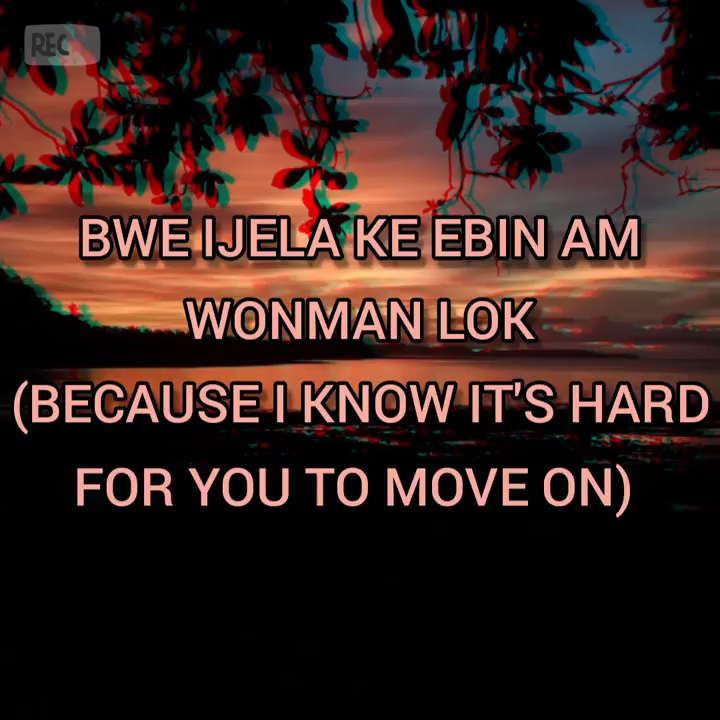 REC
BWE IJELA KE EBIN AM
WONMAN LOK
(BECAUSE I KNOW IT'S HARD
FOR YOU TO MOVE ON)